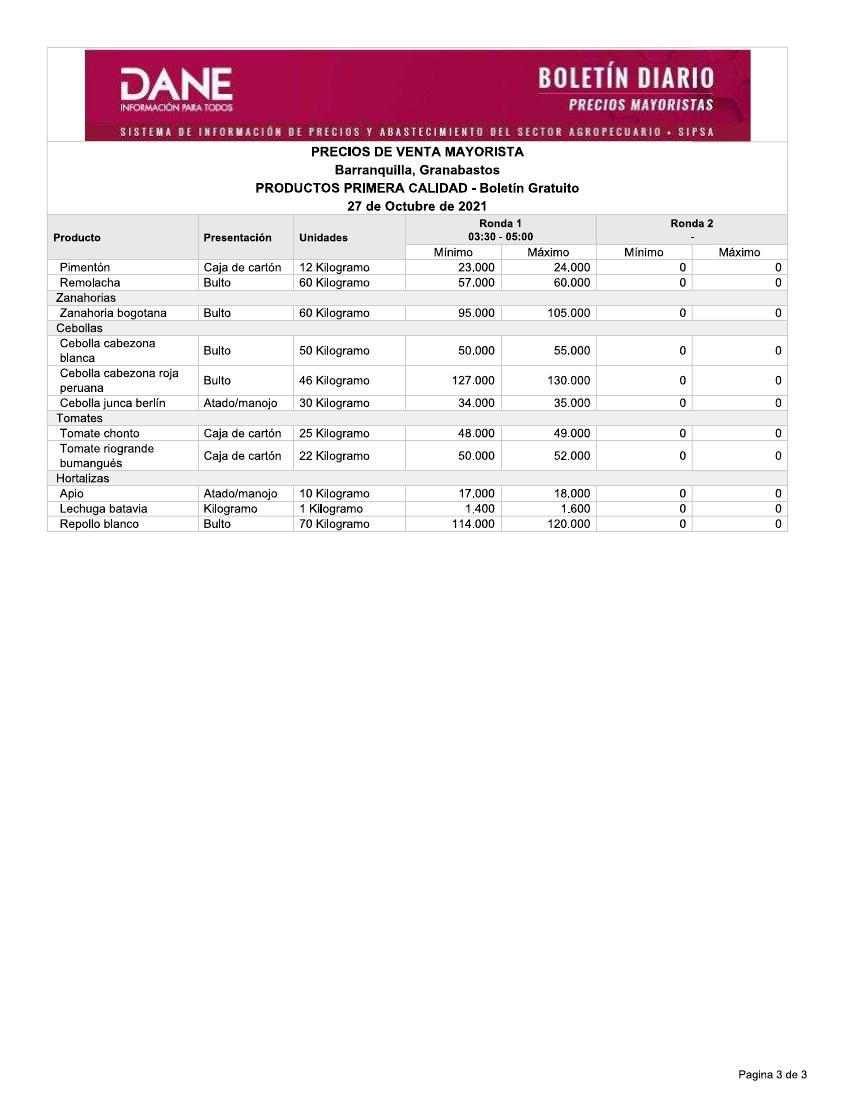 DANE
INFORMACIÓN PARA TODOS
BOLETÍN DIARIO
PRECIOS MAYORISTAS
SISTEMA DE INFORMACIÓN DE PRECIOS Y ABASTECIMIENTO DEL SECTOR AGROPECUARIO • SIPSA
PRECIOS DE VENTA MAYORISTA
Barranquilla, Granabastos
PRODUCTOS PRIMERA CALIDAD - Boletín Gratuito
27 de Octubre de 2021
Producto Presentación Unidades Ronda 1 Ronda 2
03:30 - 05:00 -
Mínimo Máximo Mínimo Máximo
Pimentón Caja de cartón 12 Kilogramo 23.000 24.000 0 0
Remolacha Bulto 60 Kilogramo 57.000 60.000 0 0
Zanahorias
Zanahoria bogotana Bulto 60 Kilogramo 95.000 105.000 0 0
Cebollas
Cebolla cabezona
blanca Bulto 50 Kilogramo 50.000 55.000 0 0
Cebolla cabezona roja
peruana Bulto 46 Kilogramo 127.000 130.000 0 0
Cebolla junca berlín Atado/manojo 30 Kilogramo 34.000 35.000 0 0
Tomates
Tomate chonto Caja de cartón 25 Kilogramo 48.000 49.000 0 0
Tomate riogrande
bumangués Caja de cartón 22 Kilogramo 50.000 52.000 0 0
Hortalizas
Apio Atado/manojo 10 Kilogramo 17.000 18.000 0 0
Lechuga batavia Kilogramo 1 Kilogramo 1.400 1.600 0 0
Repollo blanco Bulto 70 Kilogramo 114.000 120.000 0 0
Pagina 3 de 3